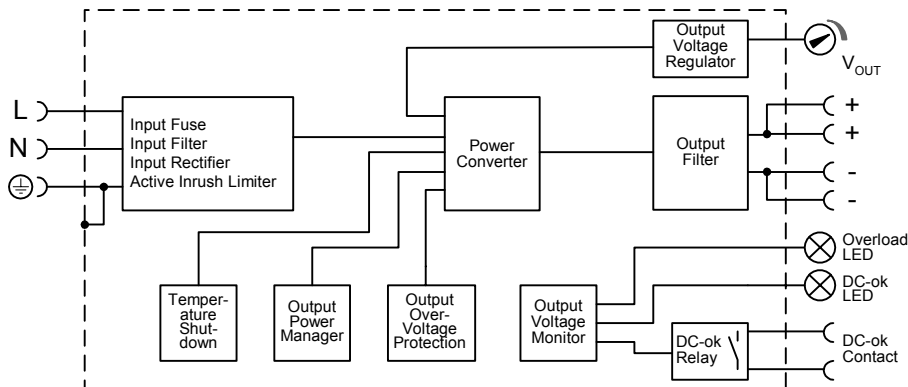 Output
Voltage
Regulator
V OUT
L
N
Input Fuse
Input Filter
Input Rectifier
Active Inrush Limiter
Power
Converter
Output
Filter
+
+
-
-
Temper-
ature
Shut-
down
Output
Power
Manager
Output
Over-
Voltage
Protection
Output
Voltage
Monitor
Overload
LED
DC-ok
LED
DC-ok
Relay
DC-ok
Contact